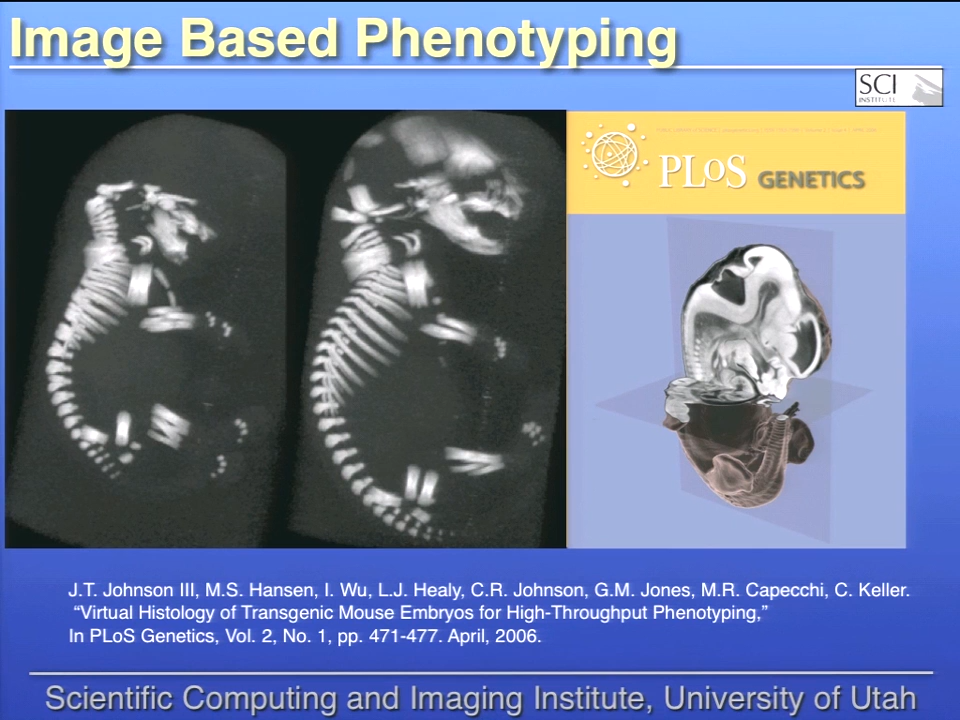 Image Based Phenotyping
SCI
INSTITUTE
PLoS GENETICS
J.T. Johnson III, M.S. Hansen, I. Wu, L.J. Healy, C.R. Johnson, G.M. Jones, M.R. Capecchi, C. Keller.
“Virtual Histology of Transgenic Mouse Embryos for High-Throughput Phenotyping,”
In PLoS Genetics, Vol. 2, No. 1, pp. 471-477. April, 2006.
Scientific Computing and Imaging Institute, University of Utah